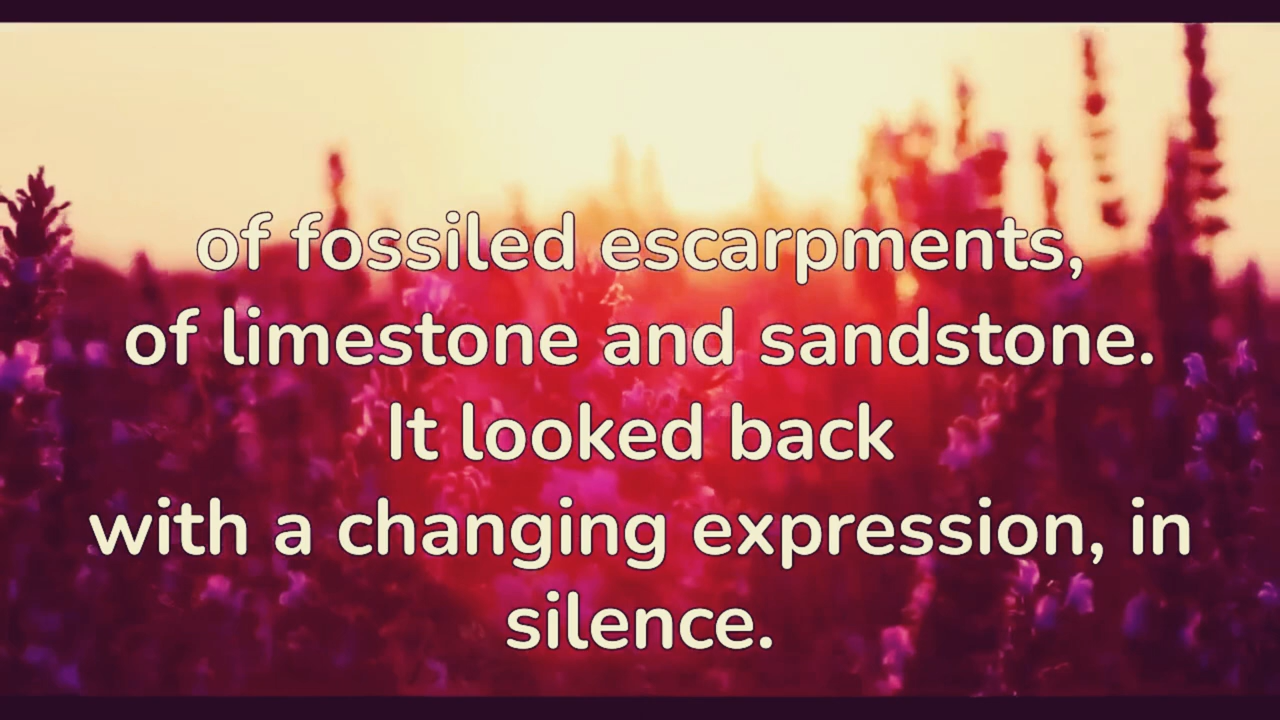 of fossiled escarpments,
of limestone and sandstone.
It looked back
with a changing expression, in
silence.